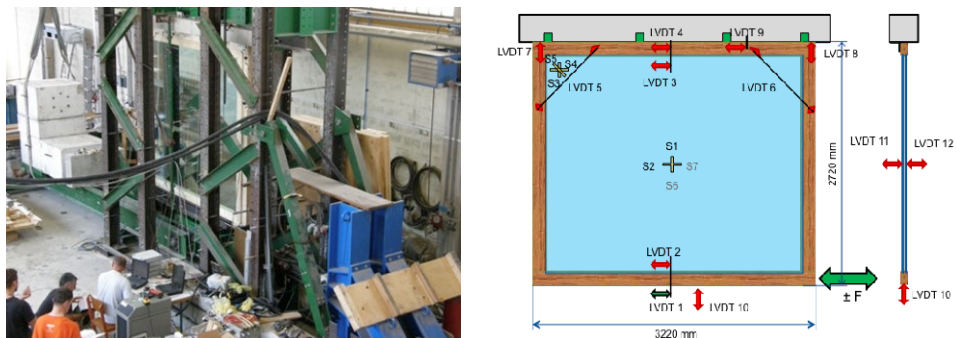 LVDT 4
LVDT 9
LVDT 7
LVDT 8
S5
S4
S3
LVDT 3
LVDT 5
LVDT 6
S1
S2
S7
S6
LVDT 11
LVDT 12
2720 mm
LVDT 2
LVDT 1
LVDT 10
± F
LVDT 10
3220 mm